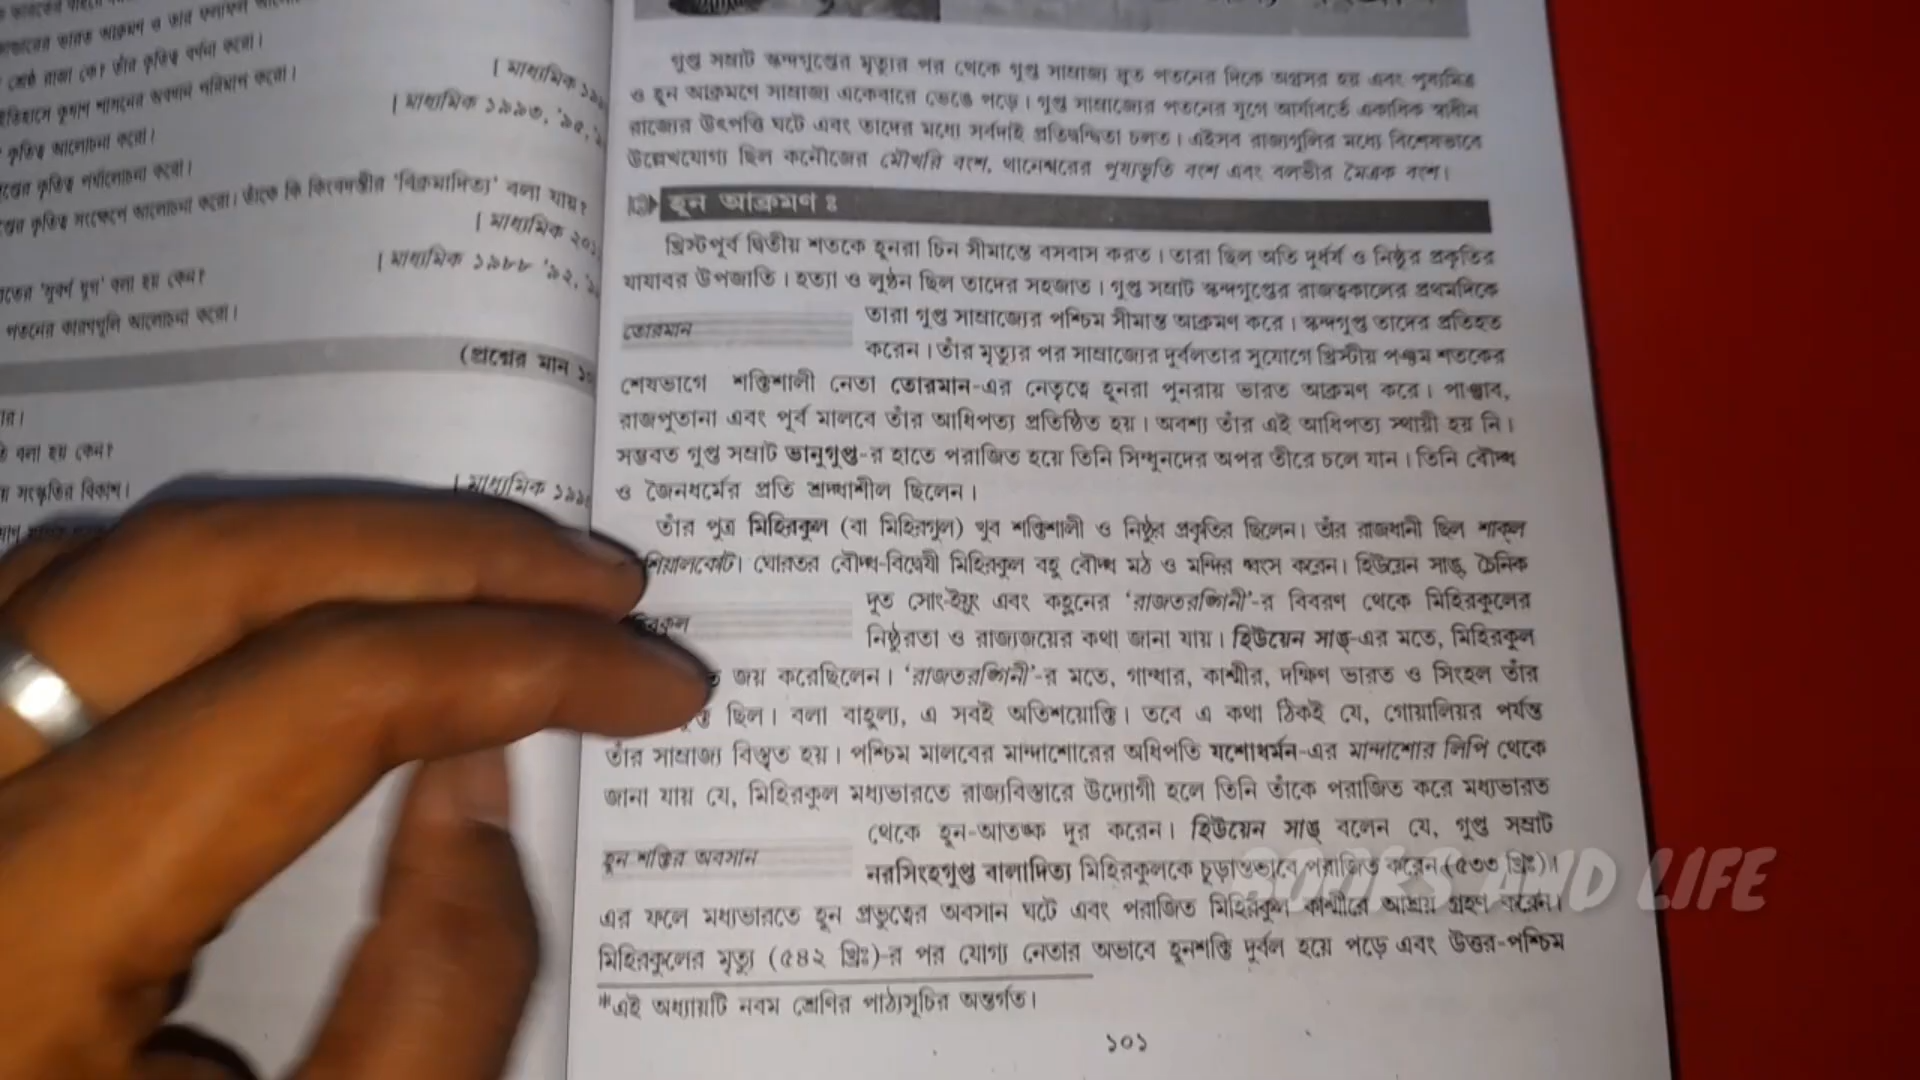 শ্রেষ্ঠ রাজা কে? তাঁর কৃতিত্ব বর্ণনা করো।
[ মাধ্যমিক
কৃষাণ শাসনের অবদান পরিমাপ করো।
[ মাধ্যমিক ১৯৯৩, '৯৫,
কৃতিত্ব আলোচনা করো।
কৃতিত্ব পর্যালোচনা করো।
কৃতিত্ব সংক্ষেপে আলোচনা করো। তাঁকে কি কিংবদন্তীর 'বিক্রমাদিত্য' বলা যায়?
[ মাধ্যমিক
[ মাধ্যমিক ১৯৮৮ '৯২,
'সুবর্ণ যুগ' বলা হয় কেন?
পতনের কারণগুলি আলোচনা করো।
(প্রশ্নের মান
বলা হয় কেন?
সংস্কৃতির বিকাশ।
[ মাধ্যমিক
গুপ্ত সম্রাট স্কন্দগুপ্তের মৃত্যুর পর থেকে গুপ্ত সাম্রাজ্য দ্রুত পতনের দিকে অগ্রসর হয় এবং পুষ্যমিত্র
ও হূন আক্রমণে সাম্রাজ্য একেবারে ভেঙে পড়ে। গুপ্ত সাম্রাজ্যের পতনের যুগে আর্যাবর্তে একাধিক স্বাধীন
রাজ্যের উৎপত্তি ঘটে এবং তাদের মধ্যে সর্বদাই প্রতিদ্বন্দ্বিতা চলত। এইসব রাজ্যগুলির মধ্যে বিশেষভাবে
উল্লেখযোগ্য ছিল কনৌজের মৌখরি বংশ, থানেশ্বরের পুষ্যভূতি বংশ এবং বলভীর মৈত্রক বংশ।
হূন আক্রমণ ঃ
খ্রিস্টপূর্ব দ্বিতীয় শতকে হূনরা চিন সীমান্তে বসবাস করত। তারা ছিল অতি দুর্ধর্ষ ও নিষ্ঠুর প্রকৃতির
যাযাবর উপজাতি। হত্যা ও লুণ্ঠন ছিল তাদের সহজাত। গুপ্ত সম্রাট স্কন্দগুপ্তের রাজত্বকালের প্রথমদিকে
তারা গুপ্ত সাম্রাজ্যের পশ্চিম সীমান্ত আক্রমণ করে। স্কন্দগুপ্ত তাদের প্রতিহত
তোরমান
করেন। তাঁর মৃত্যুর পর সাম্রাজ্যের দুর্বলতার সুযোগে খ্রিস্টীয় পঞ্চম শতকের
শেষভাগে শক্তিশালী নেতা তোরমান-এর নেতৃত্বে হূনরা পুনরায় ভারত আক্রমণ করে। পাঞ্জাব,
রাজপুতানা এবং পূর্ব মালবে তাঁর আধিপত্য প্রতিষ্ঠিত হয়। অবশ্য তাঁর এই আধিপত্য স্থায়ী হয় নি।
সম্ভবত গুপ্ত সম্রাট ভানুগুপ্ত-র হাতে পরাজিত হয়ে তিনি সিন্ধুনদের অপর তীরে চলে যান। তিনি বৌদ্ধ
ও জৈনধর্মের প্রতি শ্রদ্ধাশীল ছিলেন।
তাঁর পুত্র মিহিরকুল (বা মিহিরগুল) খুব শক্তিশালী ও নিষ্ঠুর প্রকৃতির ছিলেন। তাঁর রাজধানী ছিল শাকল
শিয়ালকোট। ঘোরতর বৌদ্ধ-বিদ্বেষী মিহিরকুল বহু বৌদ্ধ মঠ ও মন্দির ধ্বংস করেন। হিউয়েন সাঙ্, চৈনিক
দূত সোং-ইয়ুং এবং কহ্লনের 'রাজতরঙ্গিনী'-র বিবরণ থেকে মিহিরকুলের
রকুল
নিষ্ঠুরতা ও রাজ্যজয়ের কথা জানা যায়। হিউয়েন সাঙ্-এর মতে, মিহিরকুল
জয় করেছিলেন। 'রাজতরঙ্গিনী'-র মতে, গান্ধার, কাশ্মীর, দক্ষিণ ভারত ও সিংহল তাঁর
ছিল। বলা বাহুল্য, এ সবই অতিশয়োক্তি। তবে এ কথা ঠিকই যে, গোয়ালিয়র পর্যন্ত
তাঁর সাম্রাজ্য বিস্তৃত হয়। পশ্চিম মালবের মান্দাশোরের অধিপতি যশোধর্মন-এর মান্দাশোর লিপি থেকে
জানা যায় যে, মিহিরকুল মধ্যভারতে রাজ্যবিস্তারে উদ্যোগী হলে তিনি তাঁকে পরাজিত করে মধ্যভারত
থেকে হূন-আতঙ্ক দূর করেন। হিউয়েন সাঙ্ বলেন যে, গুপ্ত সম্রাট
হূন শক্তির অবসান
নরসিংহগুপ্ত বালাদিত্য মিহিরকুলকে চূড়ান্তভাবে পরাজিত করেন (৫৩৩ খ্রিঃ)।
এর ফলে মধ্যভারতে হূন প্রভুত্বের অবসান ঘটে এবং পরাজিত মিহিরকুল কাশ্মীরে আশ্রয় গ্রহণ করেন।
মিহিরকুলের মৃত্যু (৫৪২ খ্রিঃ)-র পর যোগ্য নেতার অভাবে হূনশক্তি দুর্বল হয়ে পড়ে এবং উত্তর-পশ্চিম
*এই অধ্যায়টি নবম শ্রেণির পাঠ্যসূচির অন্তর্গত।
১০১
BOOKS AND LIFE